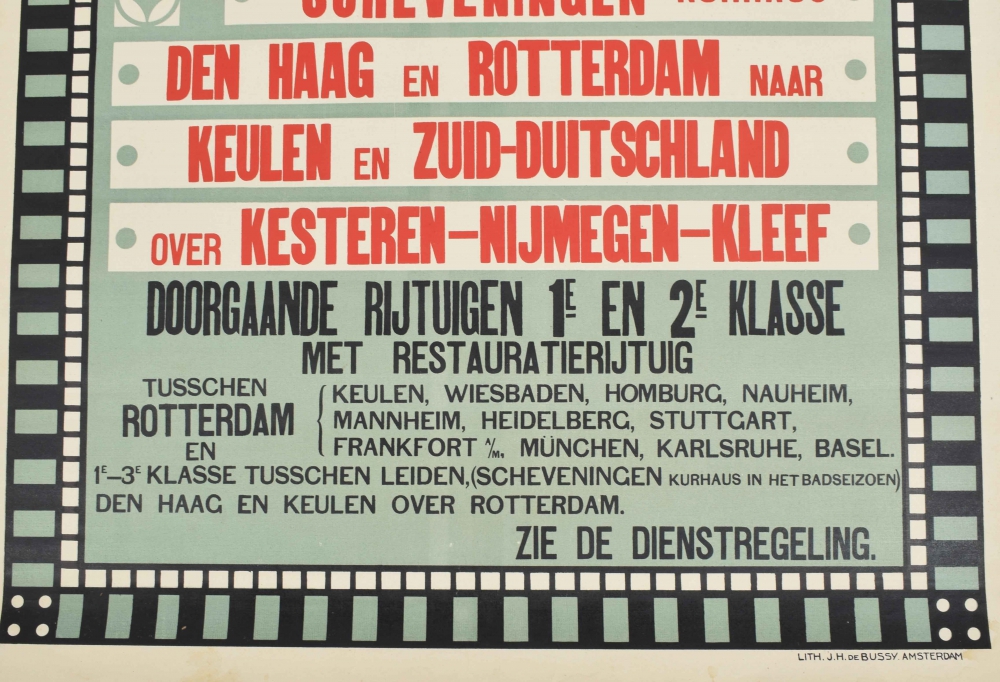 SCHEVENINGEN KURHAUS
DEN HAAG EN ROTTERDAM NAAR
KEULEN EN ZUID-DUITSCHLAND
OVER KESTEREN-NIJMEGEN-KLEEF
DOORGAANDE RIJTUIGEN 1E EN 2E KLASSE
MET RESTAURATIERIJTUIG
TUSSCHEN
ROTTERDAM
EN
KEULEN, WIESBADEN, HOMBURG, NAUHEIM,
MANNHEIM, HEIDELBERG, STUTTGART,
FRANKFORT A/M, MÜNCHEN, KARLSRUHE, BASEL.
1E-3E KLASSE TUSSCHEN LEIDEN,(SCHEVENINGEN KURHAUS IN HET BADSEIZOEN)
DEN HAAG EN KEULEN OVER ROTTERDAM.
ZIE DE DIENSTREGELING.
LITH. J.H. DE BUSSY. AMSTERDAM